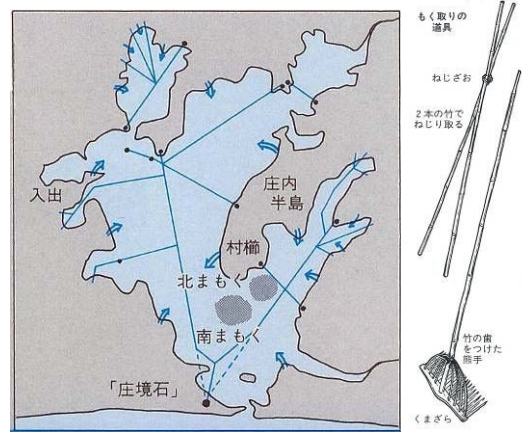 入出
庄内
半島
村櫛
北まもく
南まもく
「庄境石」
もく取りの
道具
ねじざお
2本の竹で
ねじり取る
竹の歯
をつけた
熊手
くまざら